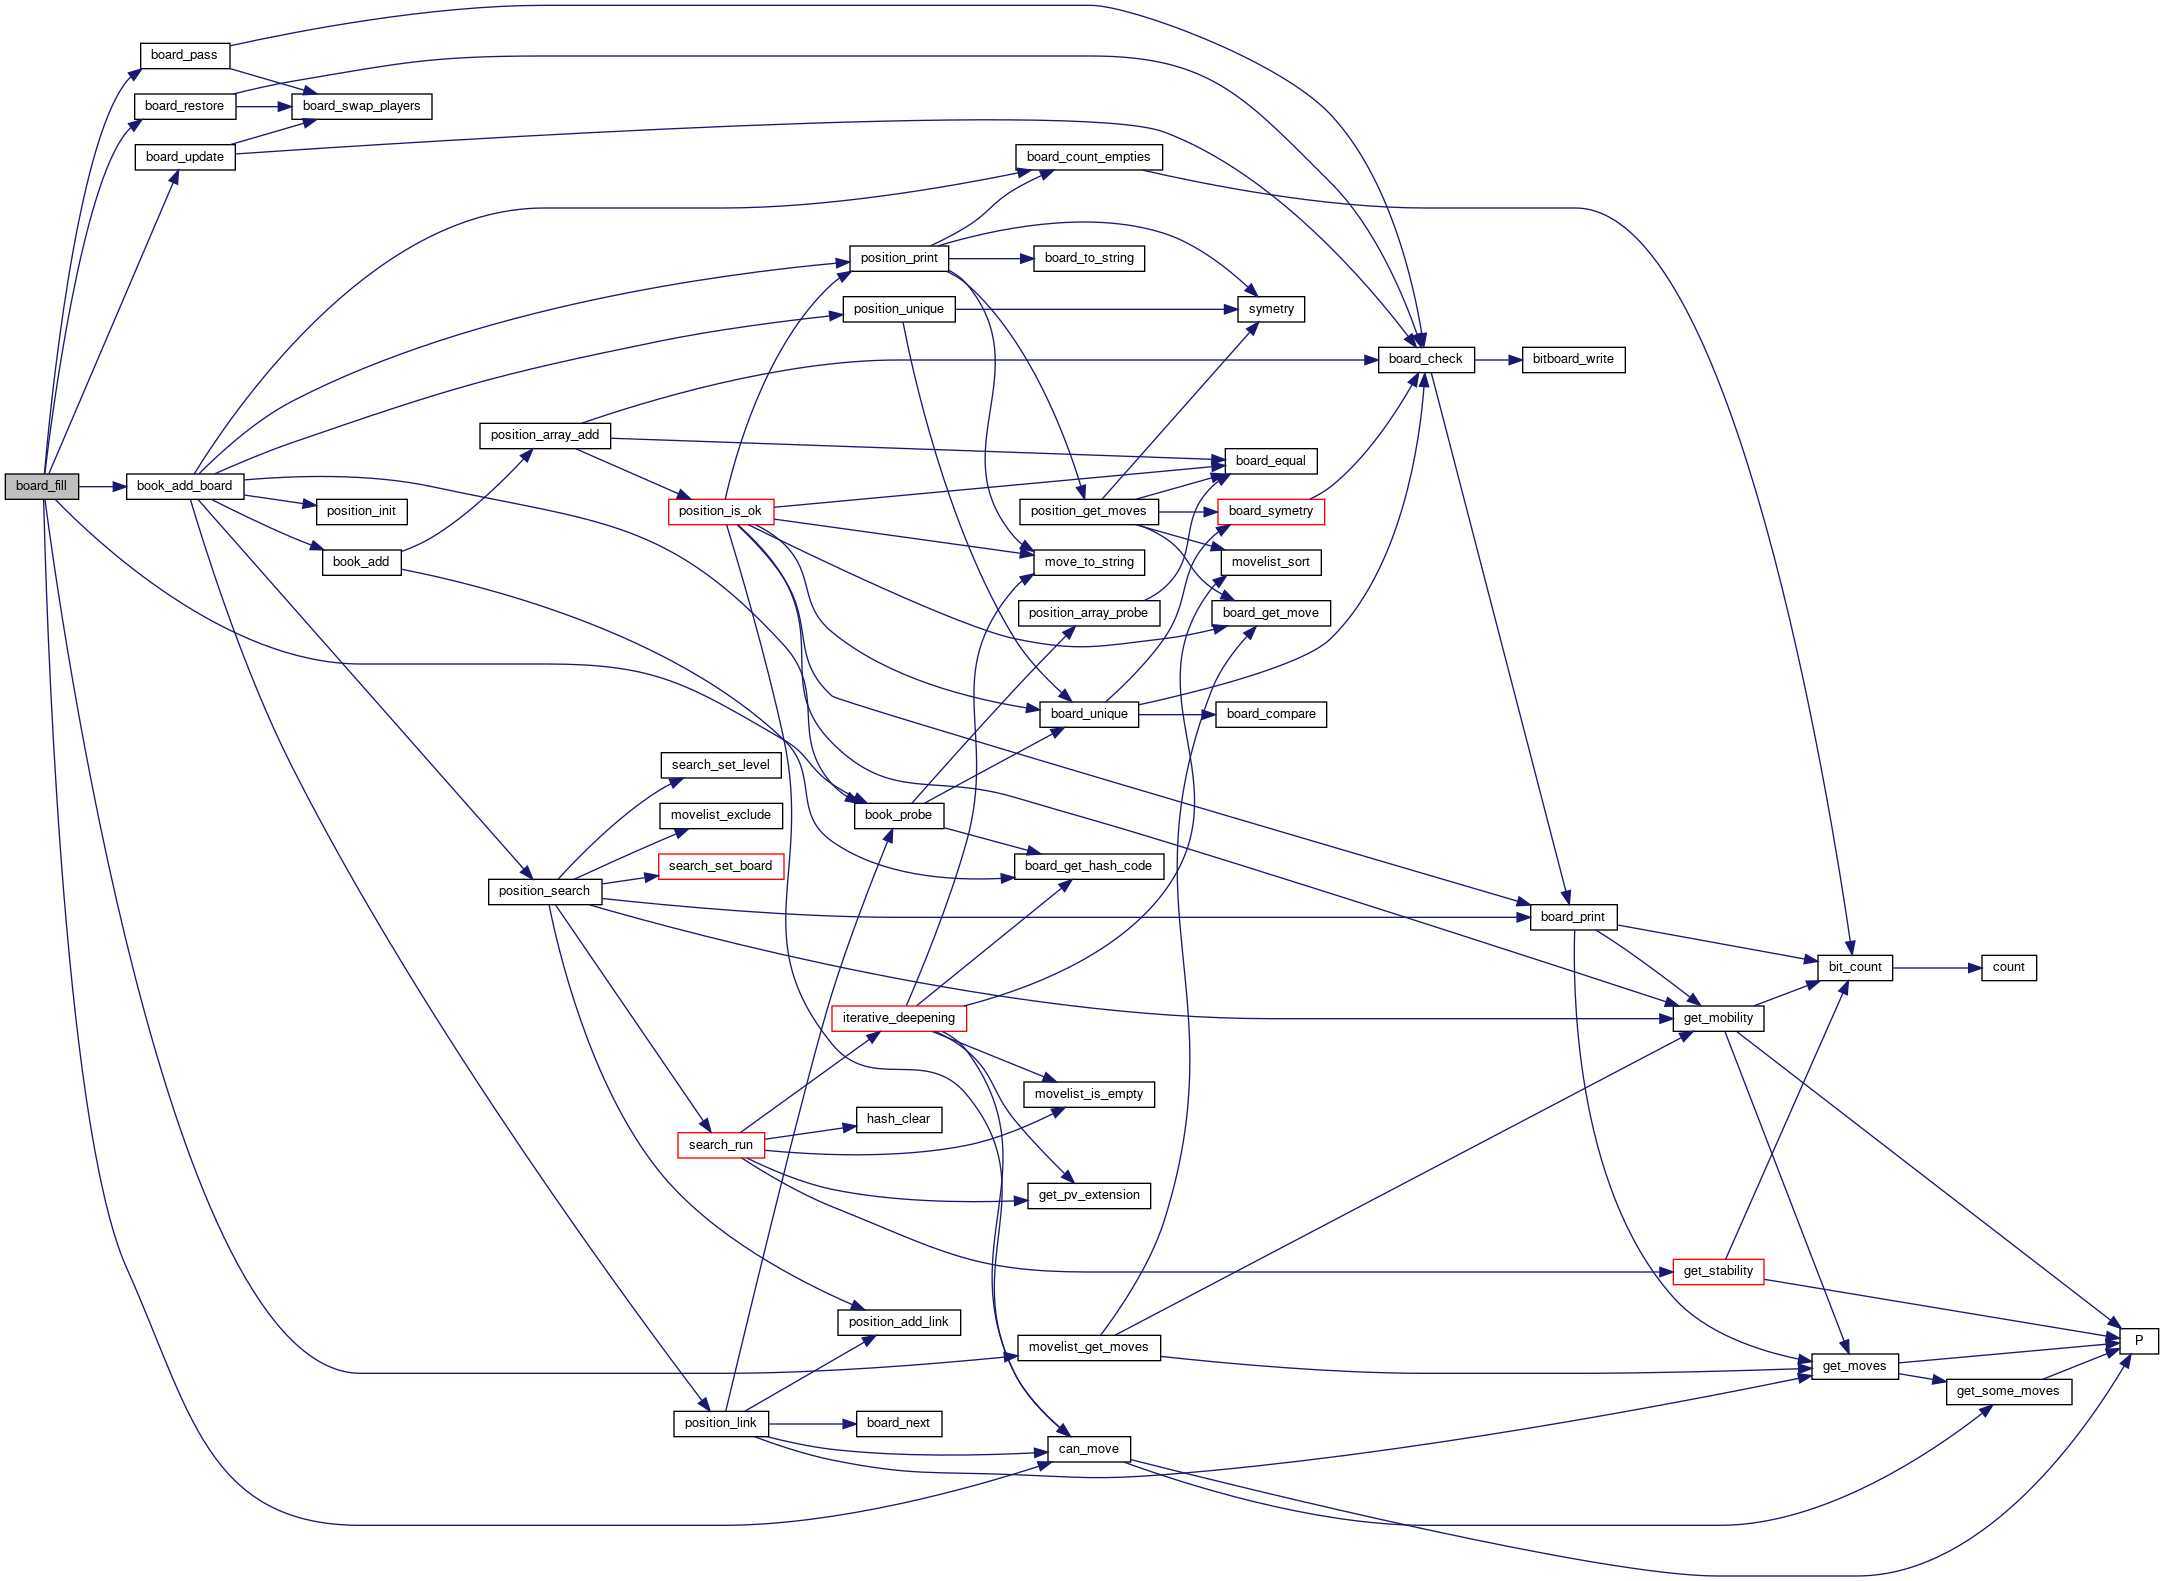 board_pass
board_restore
board_swap_players
board_update
board_count_empties
position_print
board_to_string
position_unique
symetry
board_check
bitboard_write
position_array_add
board_equal
board_fill
book_add_board
position_init
position_is_ok
position_get_moves
board_symetry
book_add
move_to_string
movelist_sort
position_array_probe
board_get_move
board_unique
board_compare
search_set_level
movelist_exclude
book_probe
search_set_board
board_get_hash_code
position_search
board_print
bit_count
count
iterative_deepening
get_mobility
movelist_is_empty
hash_clear
search_run
get_pv_extension
get_stability
position_add_link
movelist_get_moves
P
get_moves
get_some_moves
position_link
board_next
can_move